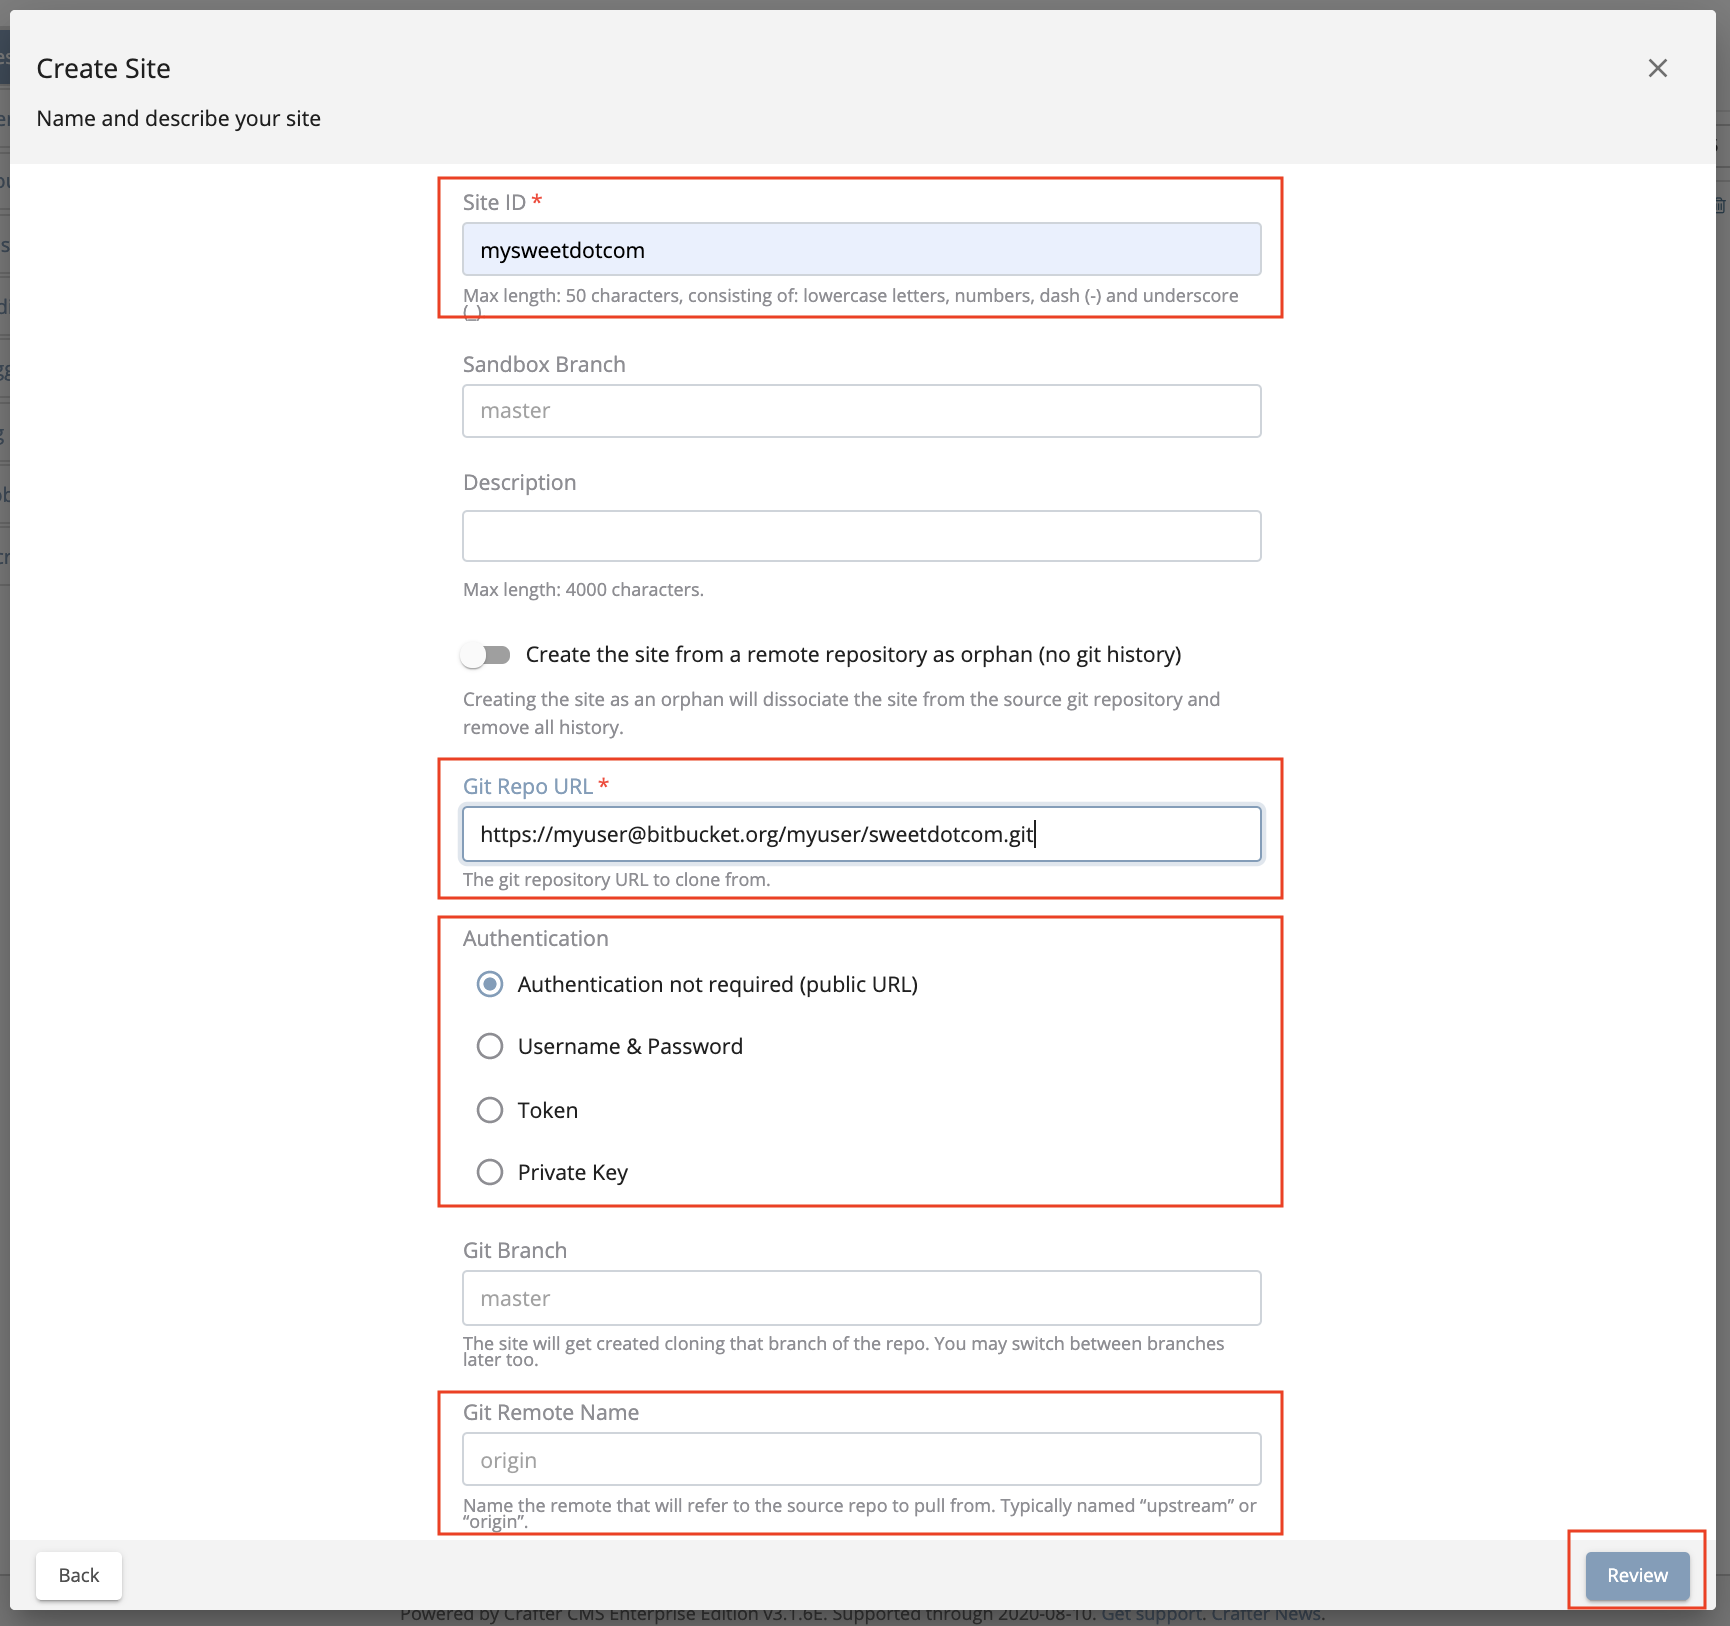 Create Site
Name and describe your site
Site ID *
mysweetdotcom
Max length: 50 characters, consisting of: lowercase letters, numbers, dash (-) and underscore
(_)
Sandbox Branch
master
Description
Max length: 4000 characters.
Create the site from a remote repository as orphan (no git history)
Creating the site as an orphan will dissociate the site from the source git repository and
remove all history.
Git Repo URL *
https://myuser@bitbucket.org/myuser/sweetdotcom.git
The git repository URL to clone from.
Authentication
Authentication not required (public URL)
Username & Password
Token
Private Key
Git Branch
master
The site will get created cloning that branch of the repo. You may switch between branches
later too.
Git Remote Name
origin
Name the remote that will refer to the source repo to pull from. Typically named “upstream” or
“origin”.
Back
Review
Powered by Crafter CMS Enterprise Edition v3.1.6E. Supported through 2020-08-10. Get support. Crafter News.